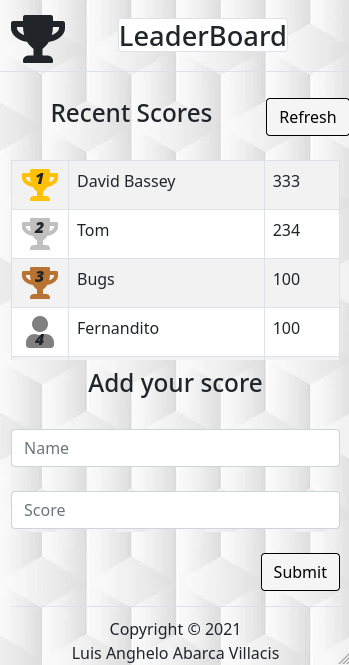 LeaderBoard
Recent Scores
Refresh
1 David Bassey 333
2 Tom 234
3 Bugs 100
4 Fernandito 100
Add your score
Name
Score
Submit
Copyright © 2021
Luis Anghelo Abarca Villacis